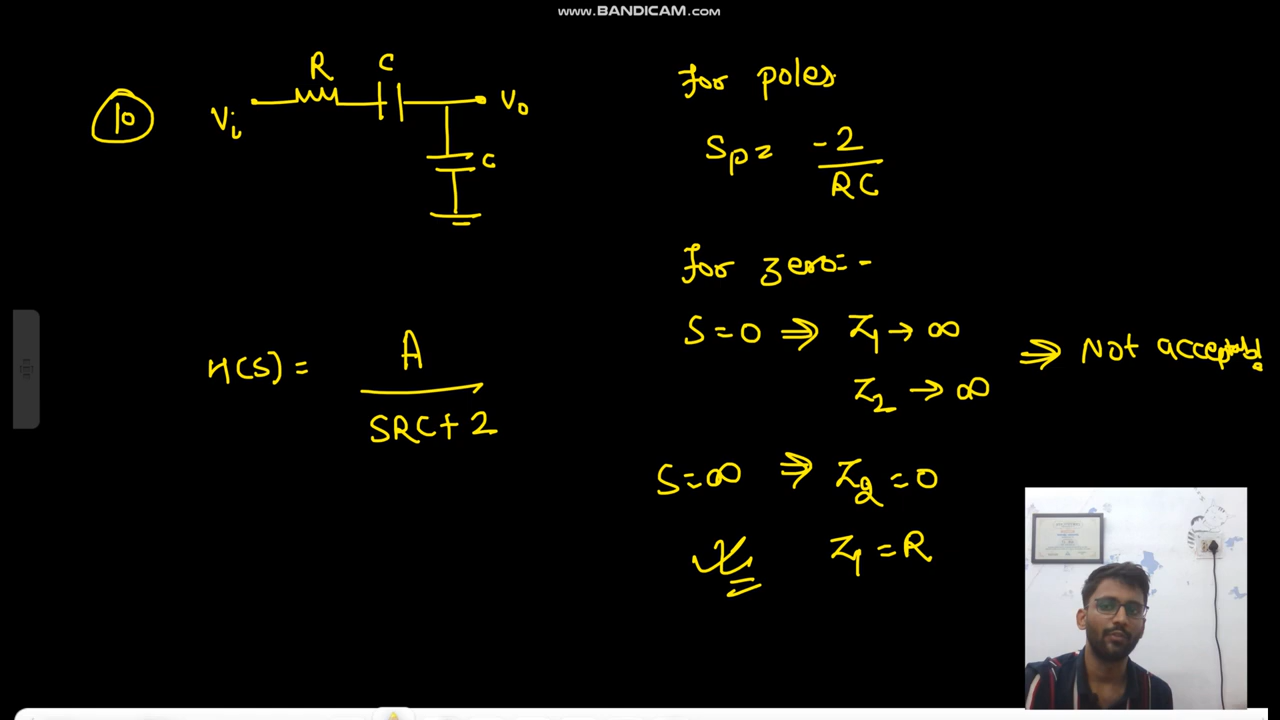 www.BANDICAM.com
10
R
C
Vi
Vo
C
H(S) = A / SRC + 2
for poles
Sp = -2 / RC
for zero:-
S=0 ⇒ Z1 → ∞
Z2 → ∞
⇒ Not acceptable
S=∞ ⇒ Z2 = 0
Z1 = R